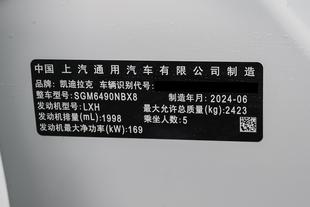 中国 上汽通用汽车有限公司 制造
品牌: 凯迪拉克 车辆识别代号:
整车型号: SGM6490NBX8 制造年月: 2024-06
发动机型号: LXH 最大允许总质量(kg): 2423
发动机排量(mL): 1998 乘坐人数: 5
发动机最大净功率(kW): 169